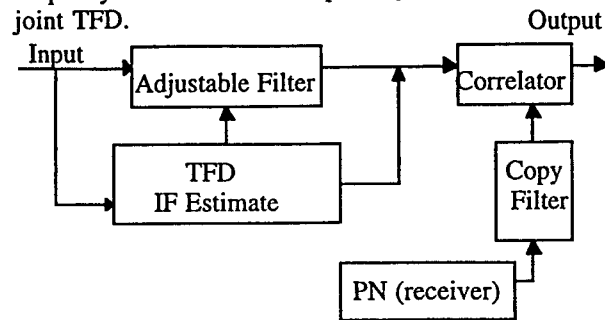 joint TFD.
Output
Input
Adjustable Filter
Correlator
TFD
IF Estimate
Copy
Filter
PN (receiver)